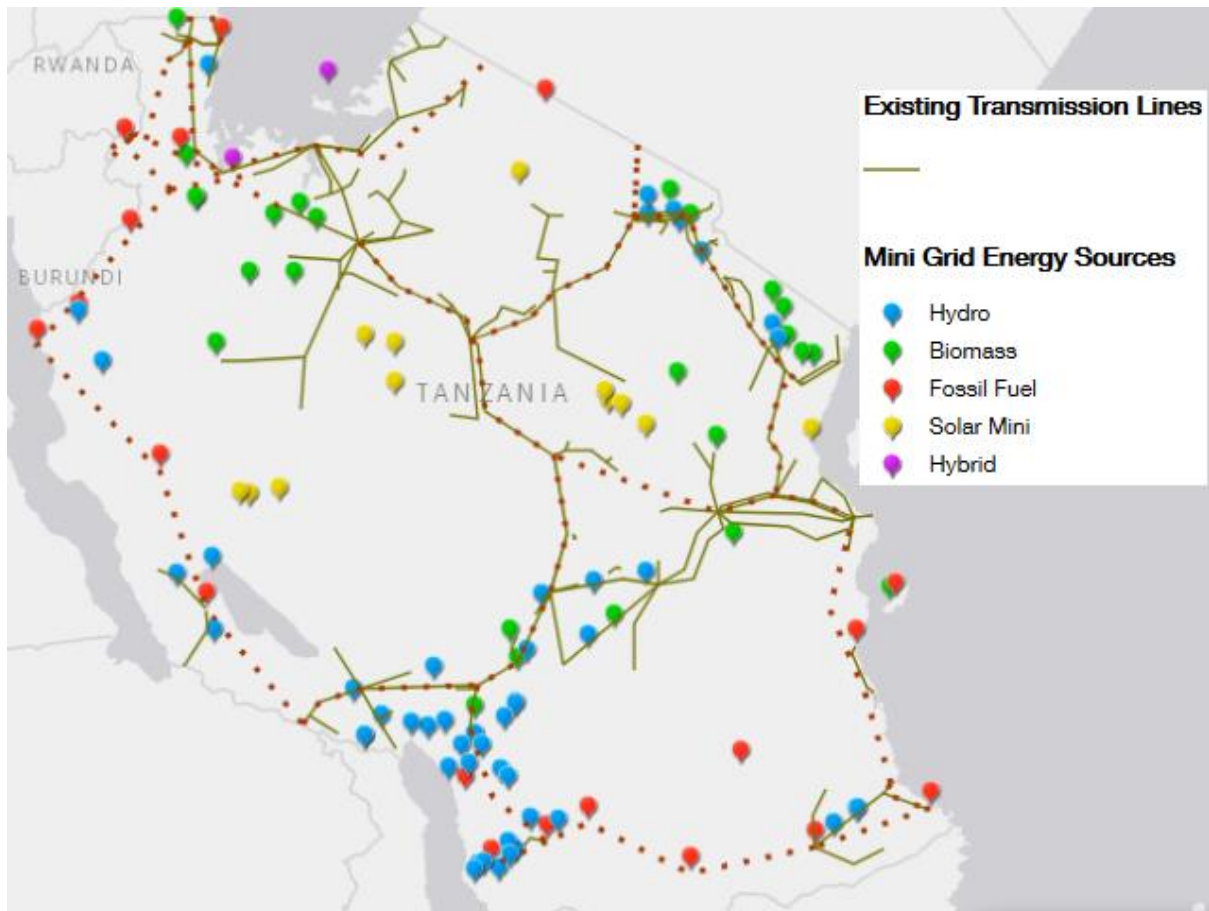 RWANDA
BURUNDI
TANZANIA
Existing Transmission Lines
Mini Grid Energy Sources
Hydro
Biomass
Fossil Fuel
Solar Mini
Hybrid